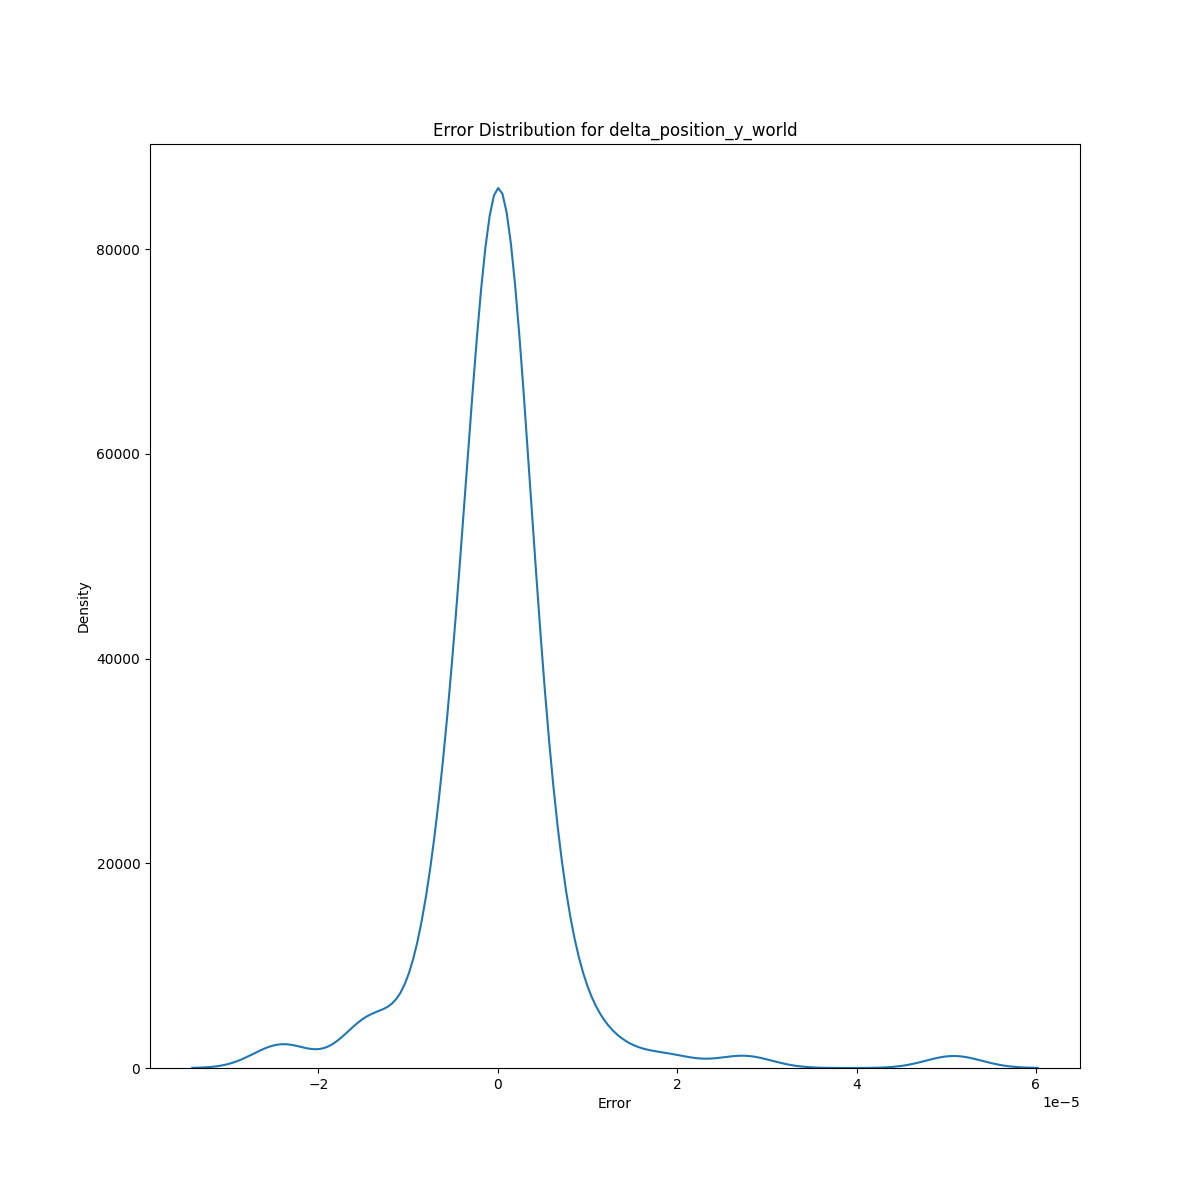 Error Distribution for delta_position_y_world
Density
80000
60000
40000
20000
0
−2
0
2
4
6
Error
1e−5